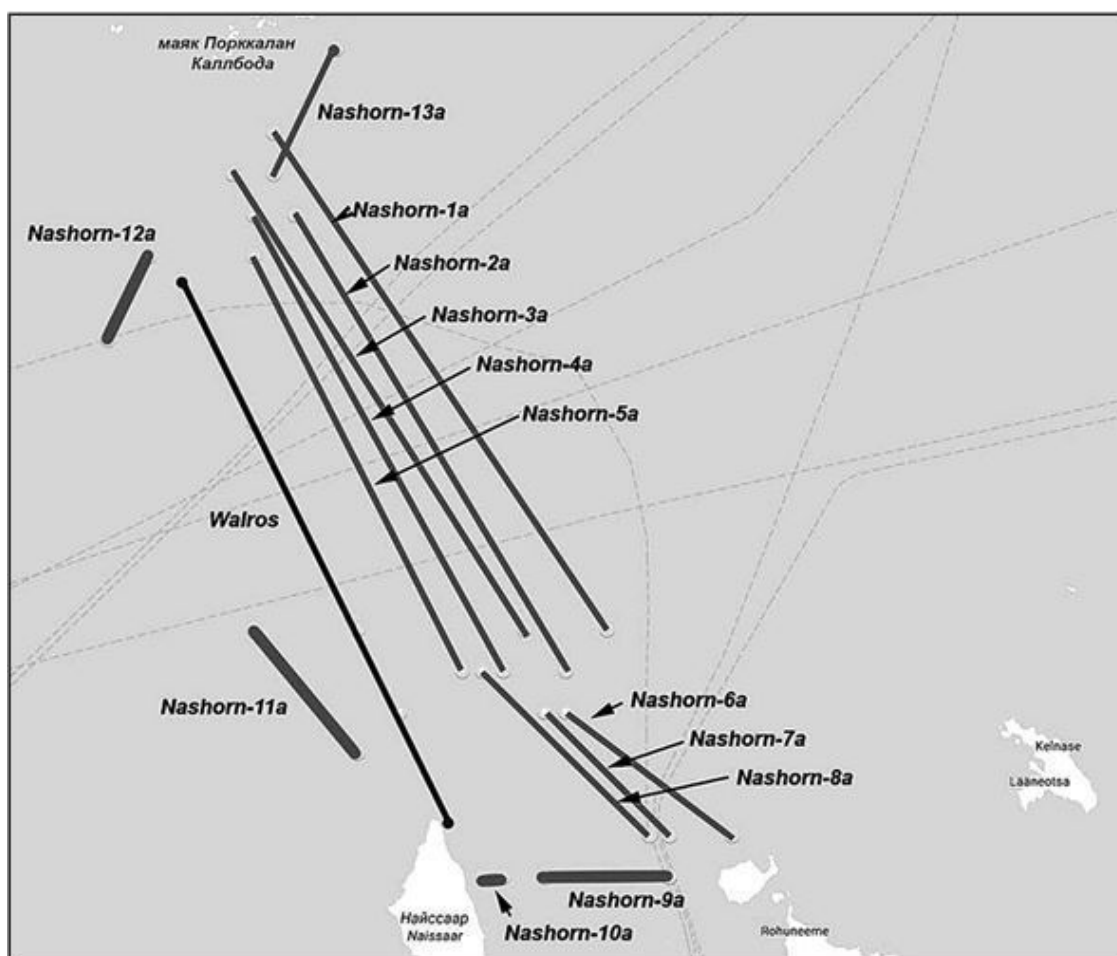 маяк Порккалан
Каллбода
Nashorn-13a
Nashorn-1a
Nashorn-12a
Nashorn-2a
Nashorn-3a
Nashorn-4a
Nashorn-5a
Walros
Nashorn-11a
Nashorn-6a
Nashorn-7a
Nashorn-8a
Kelnase
Lääneotsa
Nashorn-9a
Nashorn-10a
Найссаар
Naissaar
Rohuneeme